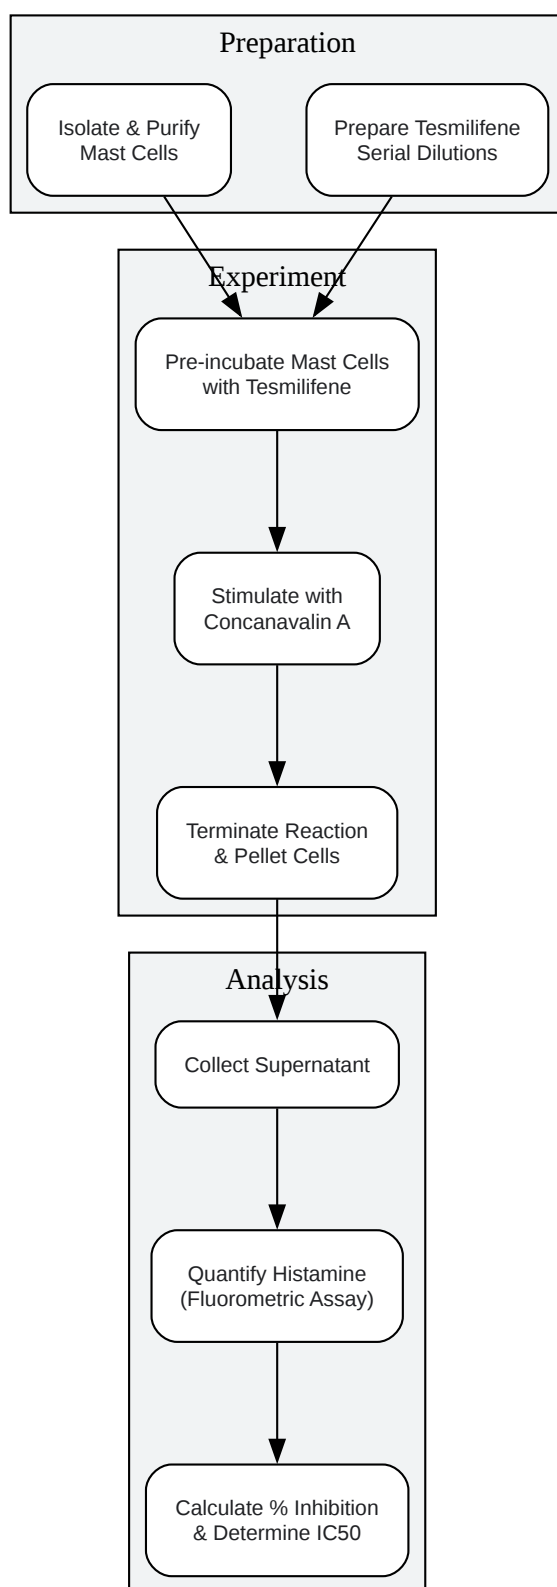 Preparation
Isolate & Purify
Mast Cells
Prepare Tesmilifene
Serial Dilutions
Experiment
Pre-incubate Mast Cells
with Tesmilifene
Stimulate with
Concanavalin A
Terminate Reaction
& Pellet Cells
Analysis
Collect Supernatant
Quantify Histamine
(Fluorometric Assay)
Calculate % Inhibition
& Determine IC50